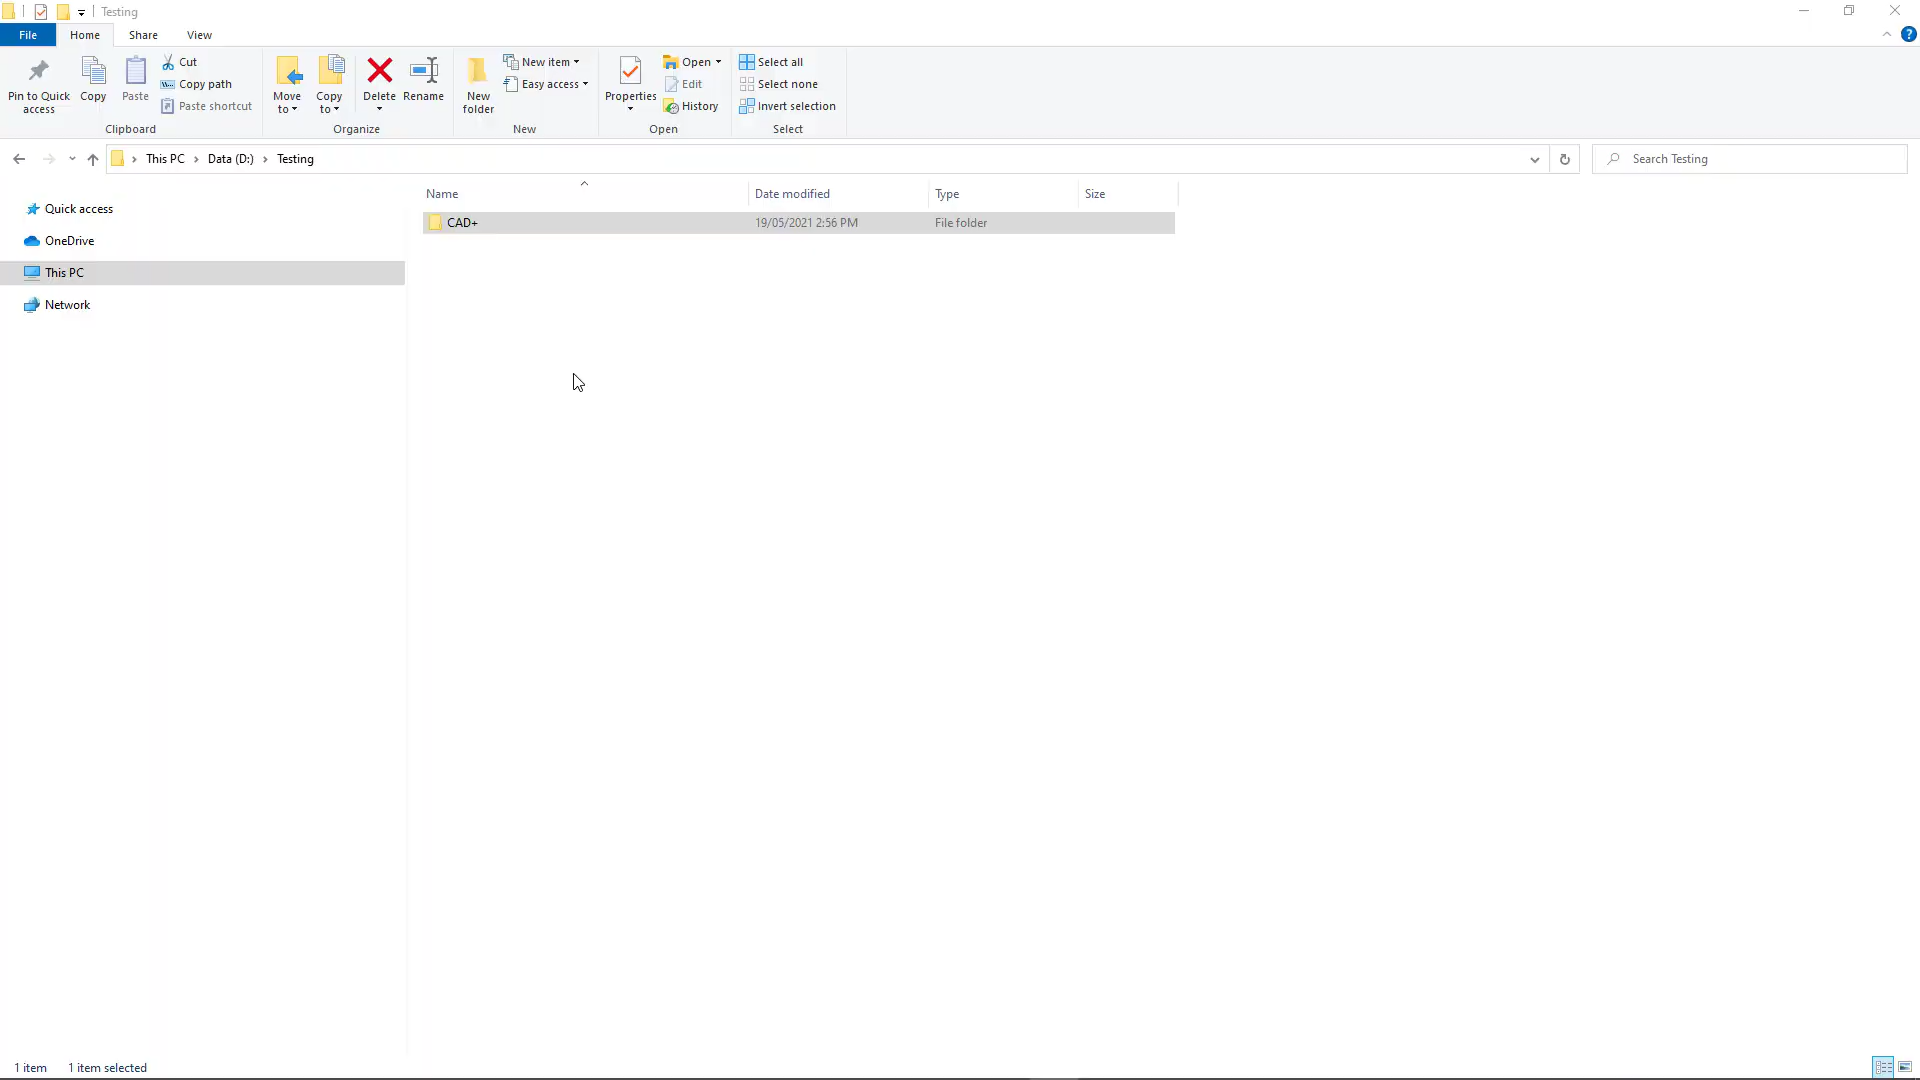 Testing
File Home Share View
Pin to Quick access
Copy
Paste
Cut
Copy path
Paste shortcut
Clipboard
Move to
Copy to
Delete
Rename
Organize
New folder
New item
Easy access
New
Properties
Open
Edit
History
Open
Select all
Select none
Invert selection
Select
This PC › Data (D:) › Testing
Search Testing
Quick access
OneDrive
This PC
Network
Name Date modified Type Size
CAD+ 19/05/2021 2:56 PM File folder
1 item 1 item selected